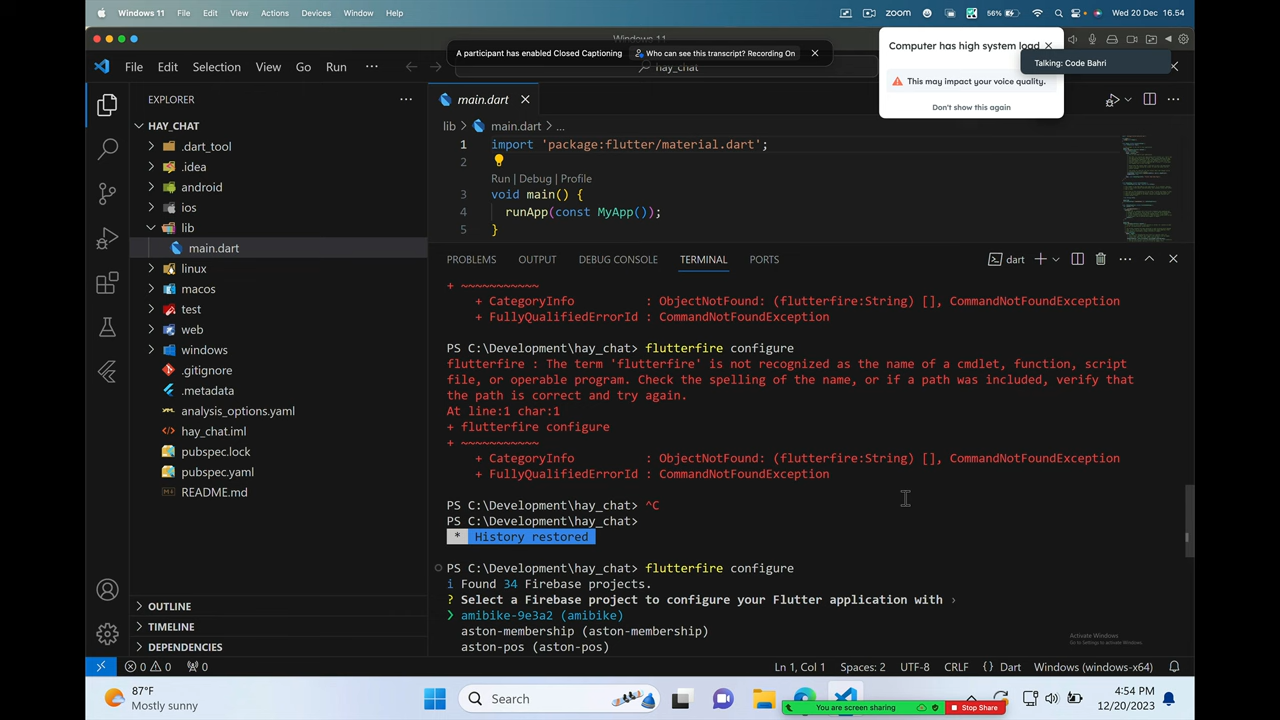 Windows 11 File Edit View Actions Devices Window Help
zoom 56% Wed 20 Dec 16.54
Windows 11
A participant has enabled Closed Captioning Who can see this transcript? Recording On
Computer has high system load
Talking: Code Bahri
This may impact your voice quality.
Don't show this again
File Edit Selection View Go Run
hay_chat
EXPLORER
HAY_CHAT
.dart_tool
.idea
android
ios
lib
main.dart
linux
macos
test
web
windows
.gitignore
.metadata
analysis_options.yaml
hay_chat.iml
pubspec.lock
pubspec.yaml
README.md
OUTLINE
TIMELINE
DEPENDENCIES
main.dart
lib > main.dart > ...
1 import 'package:flutter/material.dart';
2
Run | Debug | Profile
3 void main() {
4 runApp(const MyApp());
5 }
PROBLEMS OUTPUT DEBUG CONSOLE TERMINAL PORTS
dart
+ ~~~~~~~~~~~
+ CategoryInfo : ObjectNotFound: (flutterfire:String) [], CommandNotFoundException
+ FullyQualifiedErrorId : CommandNotFoundException
PS C:\Development\hay_chat> flutterfire configure
flutterfire : The term 'flutterfire' is not recognized as the name of a cmdlet, function, script
file, or operable program. Check the spelling of the name, or if a path was included, verify that
the path is correct and try again.
At line:1 char:1
+ flutterfire configure
+ ~~~~~~~~~~~
+ CategoryInfo : ObjectNotFound: (flutterfire:String) [], CommandNotFoundException
+ FullyQualifiedErrorId : CommandNotFoundException
PS C:\Development\hay_chat> ^C
PS C:\Development\hay_chat>
* History restored
PS C:\Development\hay_chat> flutterfire configure
i Found 34 Firebase projects.
? Select a Firebase project to configure your Flutter application with ›
❯ amibike-9e3a2 (amibike)
aston-membership (aston-membership)
aston-pos (aston-pos)
Activate Windows
Go to Settings to activate Windows.
0 0 0 Ln 1, Col 1 Spaces: 2 UTF-8 CRLF {} Dart Windows (windows-x64)
87°F
Mostly sunny
Search
You are screen sharing Stop Share
4:54 PM
12/20/2023